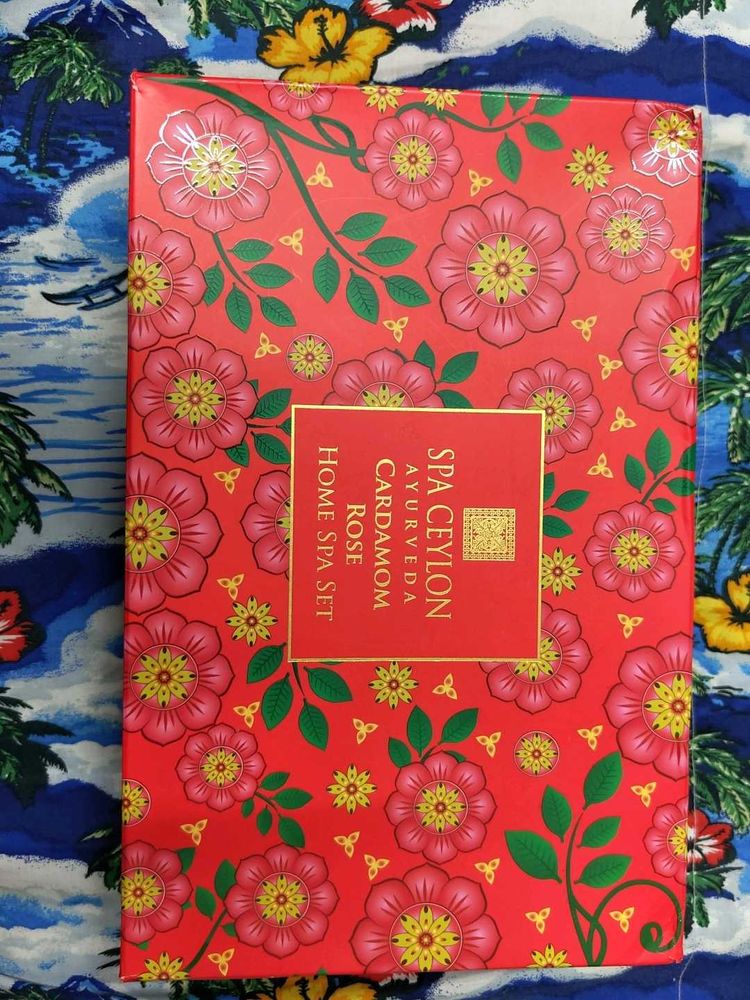 SPA CEYLON
AYURVEDA
CARDAMOM
ROSE
HOME SPA SET